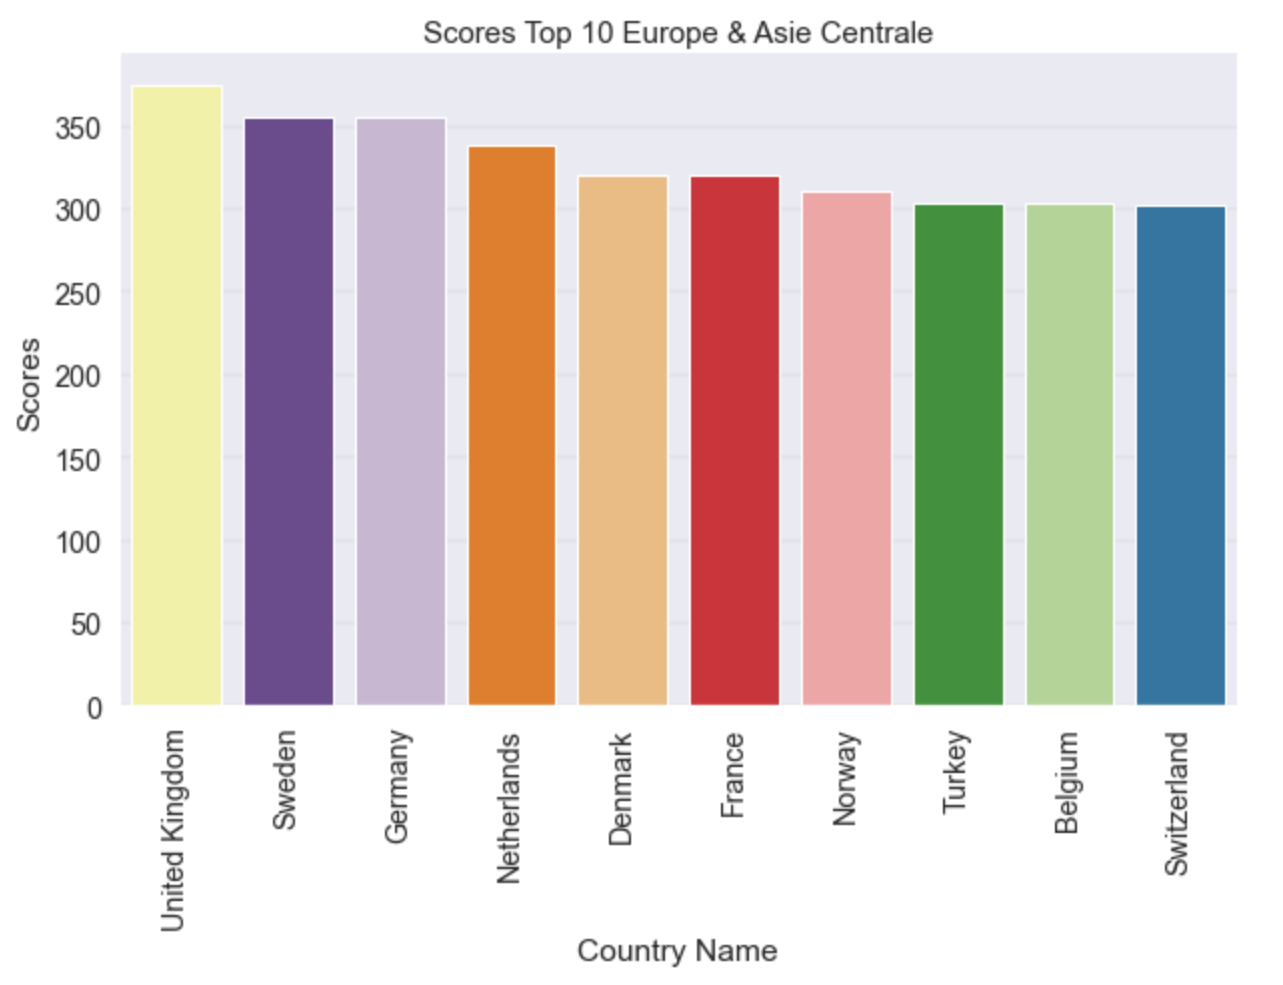 Scores Top 10 Europe & Asie Centrale
Scores
350
300
250
200
150
100
50
0
United Kingdom
Sweden
Germany
Netherlands
Denmark
France
Norway
Turkey
Belgium
Switzerland
Country Name